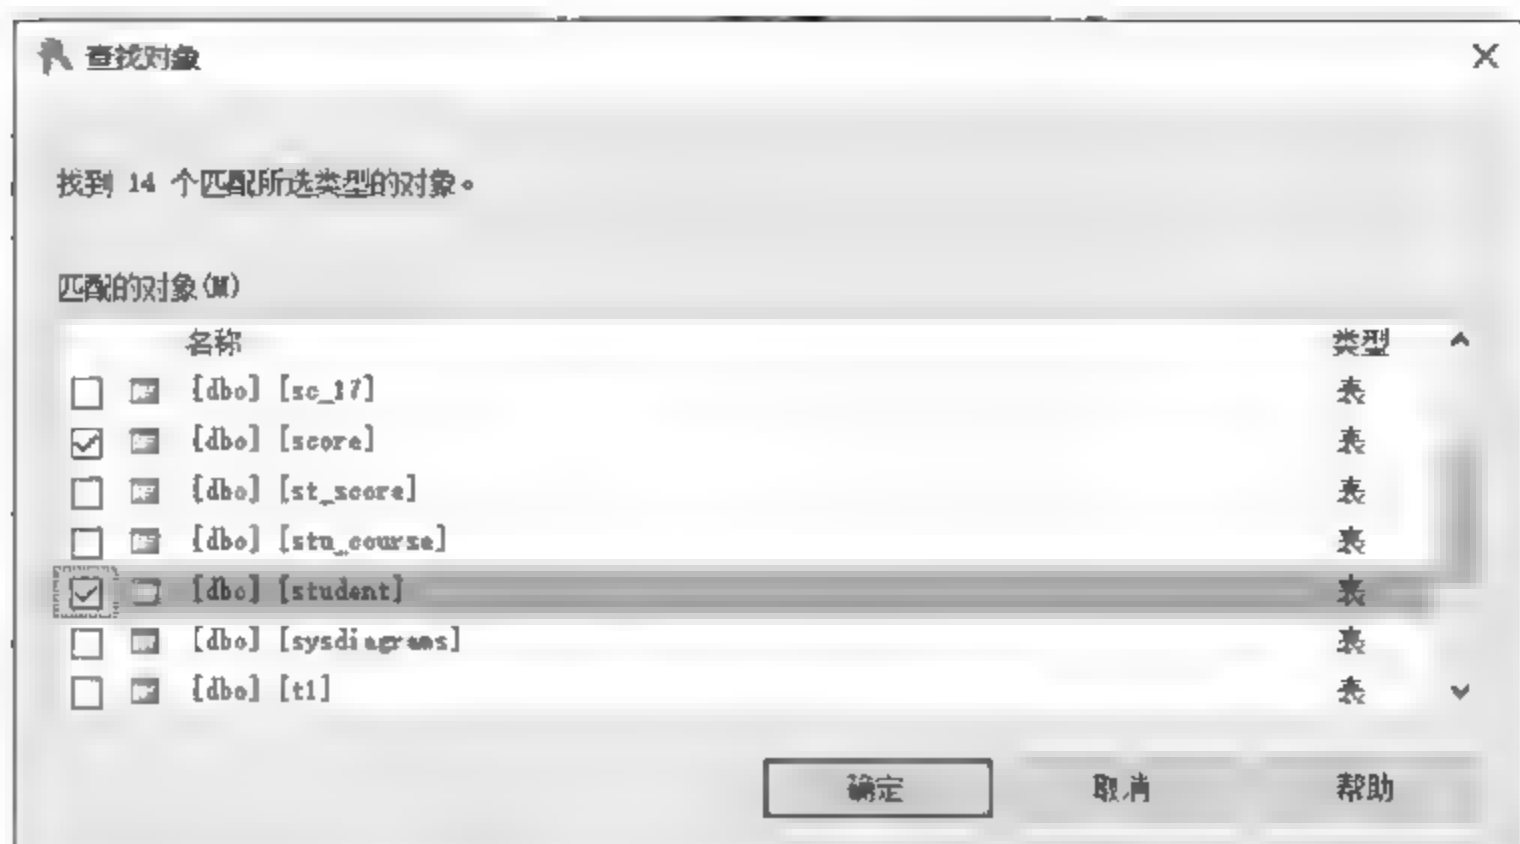 查找对象
找到 14 个匹配所选类型的对象。
匹配的对象(M)
名称 类型
[dbo] [sc_17] 表
[dbo] [score] 表
[dbo] [st_score] 表
[dbo] [stu_course] 表
[dbo] [student] 表
[dbo] [sysdiagrams] 表
[dbo] [t1] 表
确定 取消 帮助